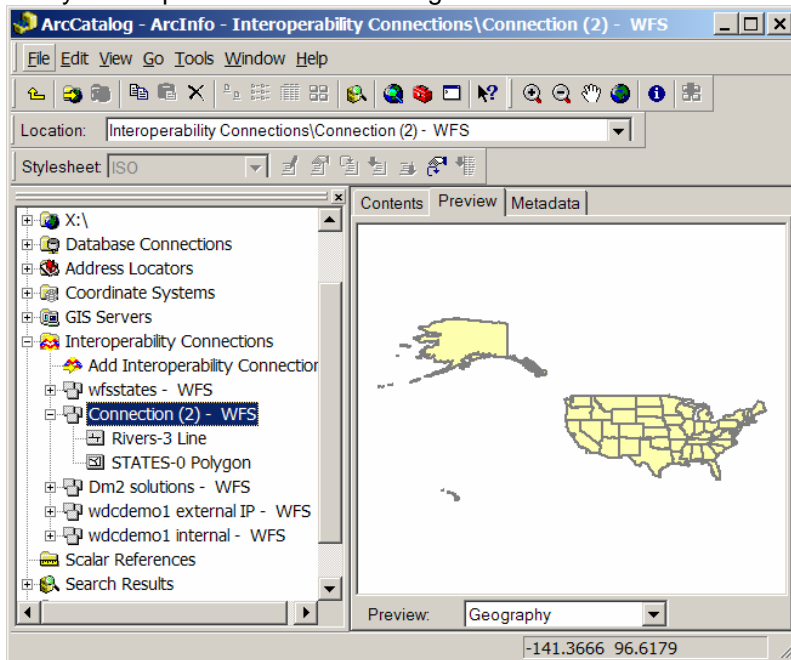 ArcCatalog - ArcInfo - Interoperability Connections\Connection (2) - WFS
File Edit View Go Tools Window Help
Location: Interoperability Connections\Connection (2) - WFS
Stylesheet: ISO
Contents Preview Metadata
X:\
Database Connections
Address Locators
Coordinate Systems
GIS Servers
Interoperability Connections
Add Interoperability Connection
wfsstates - WFS
Connection (2) - WFS
Rivers-3 Line
STATES-0 Polygon
Dm2 solutions - WFS
wdcdemo1 external IP - WFS
wdcdemo1 internal - WFS
Scalar References
Search Results
Preview: Geography
-141.3666 96.6179